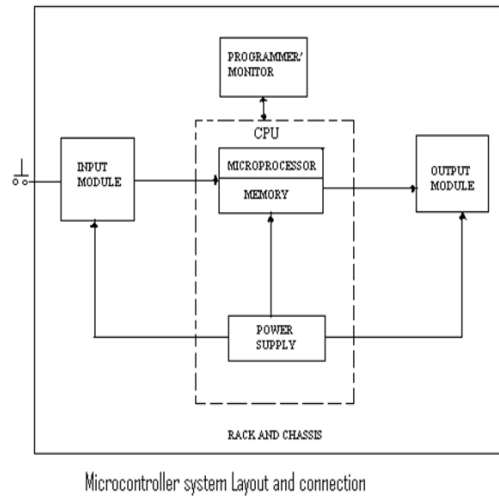 PROGRAMMER/
MONITOR
CPU
INPUT
MODULE
MICROPROCESSOR
MEMORY
OUTPUT
MODULE
POWER
SUPPLY
RACK AND CHASSIS
Microcontroller system Layout and connection